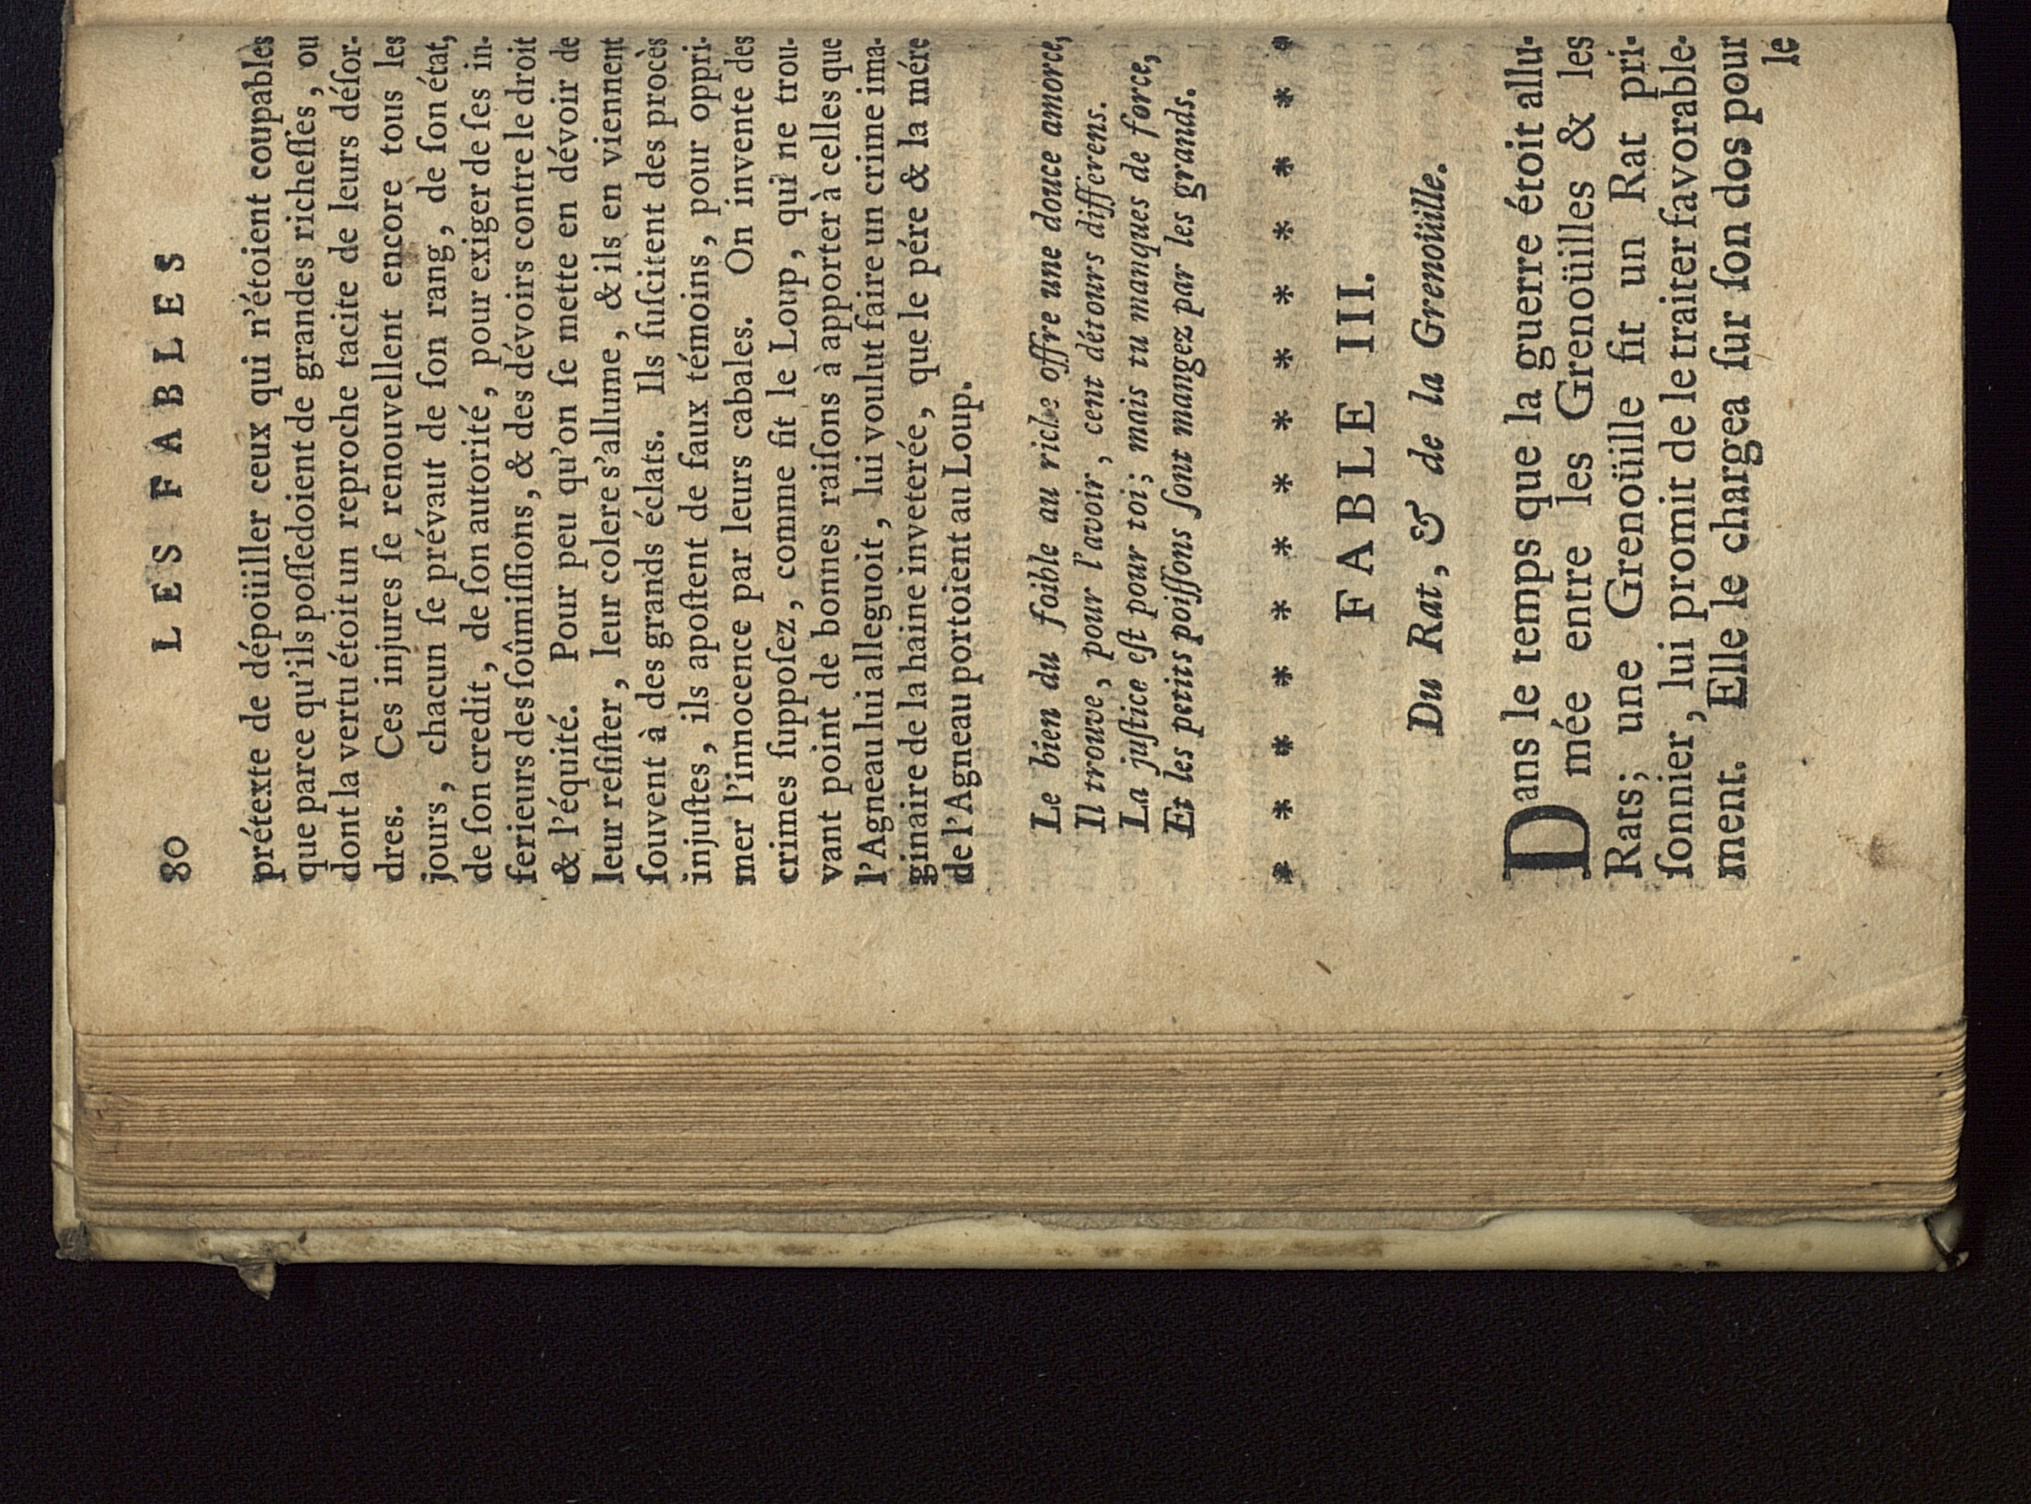 80 LES FABLES
prétexte de dépoüiller ceux qui n'étoient coupables
que parce qu'ils poſſedoient de grandes richeſſes, ou
dont la vertu étoit un reproche tacite de leurs déſor-
dres. Ces injures ſe renouvellent encore tous les
jours, chacun ſe prévaut de ſon rang, de ſon état,
de ſon credit, de ſon autorité, pour exiger de ſes in-
ferieurs des ſoûmiſſions, & des dévoirs contre le droit
& l'équité. Pour peu qu'on ſe mette en dévoir de
leur reſiſter, leur colere s'allume, & ils en viennent
ſouvent à des grands éclats. Ils ſuſcitent des procès
injuſtes, ils apoſtent de faux témoins, pour oppri-
mer l'innocence par leurs cabales. On invente des
crimes ſuppoſez, comme fit le Loup, qui ne trou-
vant point de bonnes raiſons à apporter à celles que
l'Agneau lui alleguoit, lui voulut faire un crime ima-
ginaire de la haine inveterée, que le pére & la mére
de l'Agneau portoient au Loup.
Le bien du foible au riche offre une douce amorce,
Il trouve, pour l'avoir, cent détours differens.
La juſtice eſt pour toi; mais tu manques de force,
Et les petits poiſſons ſont mangez par les grands.
* * * * * * * * * * * * * *
FABLE III.
Du Rat, & de la Grenoüille.
Dans le temps que la guerre étoit allu-
mée entre les Grenoüilles & les
Rats; une Grenoüille fit un Rat pri-
ſonnier, lui promit de le traiter favorable-
ment. Elle le chargea ſur ſon dos pour
le